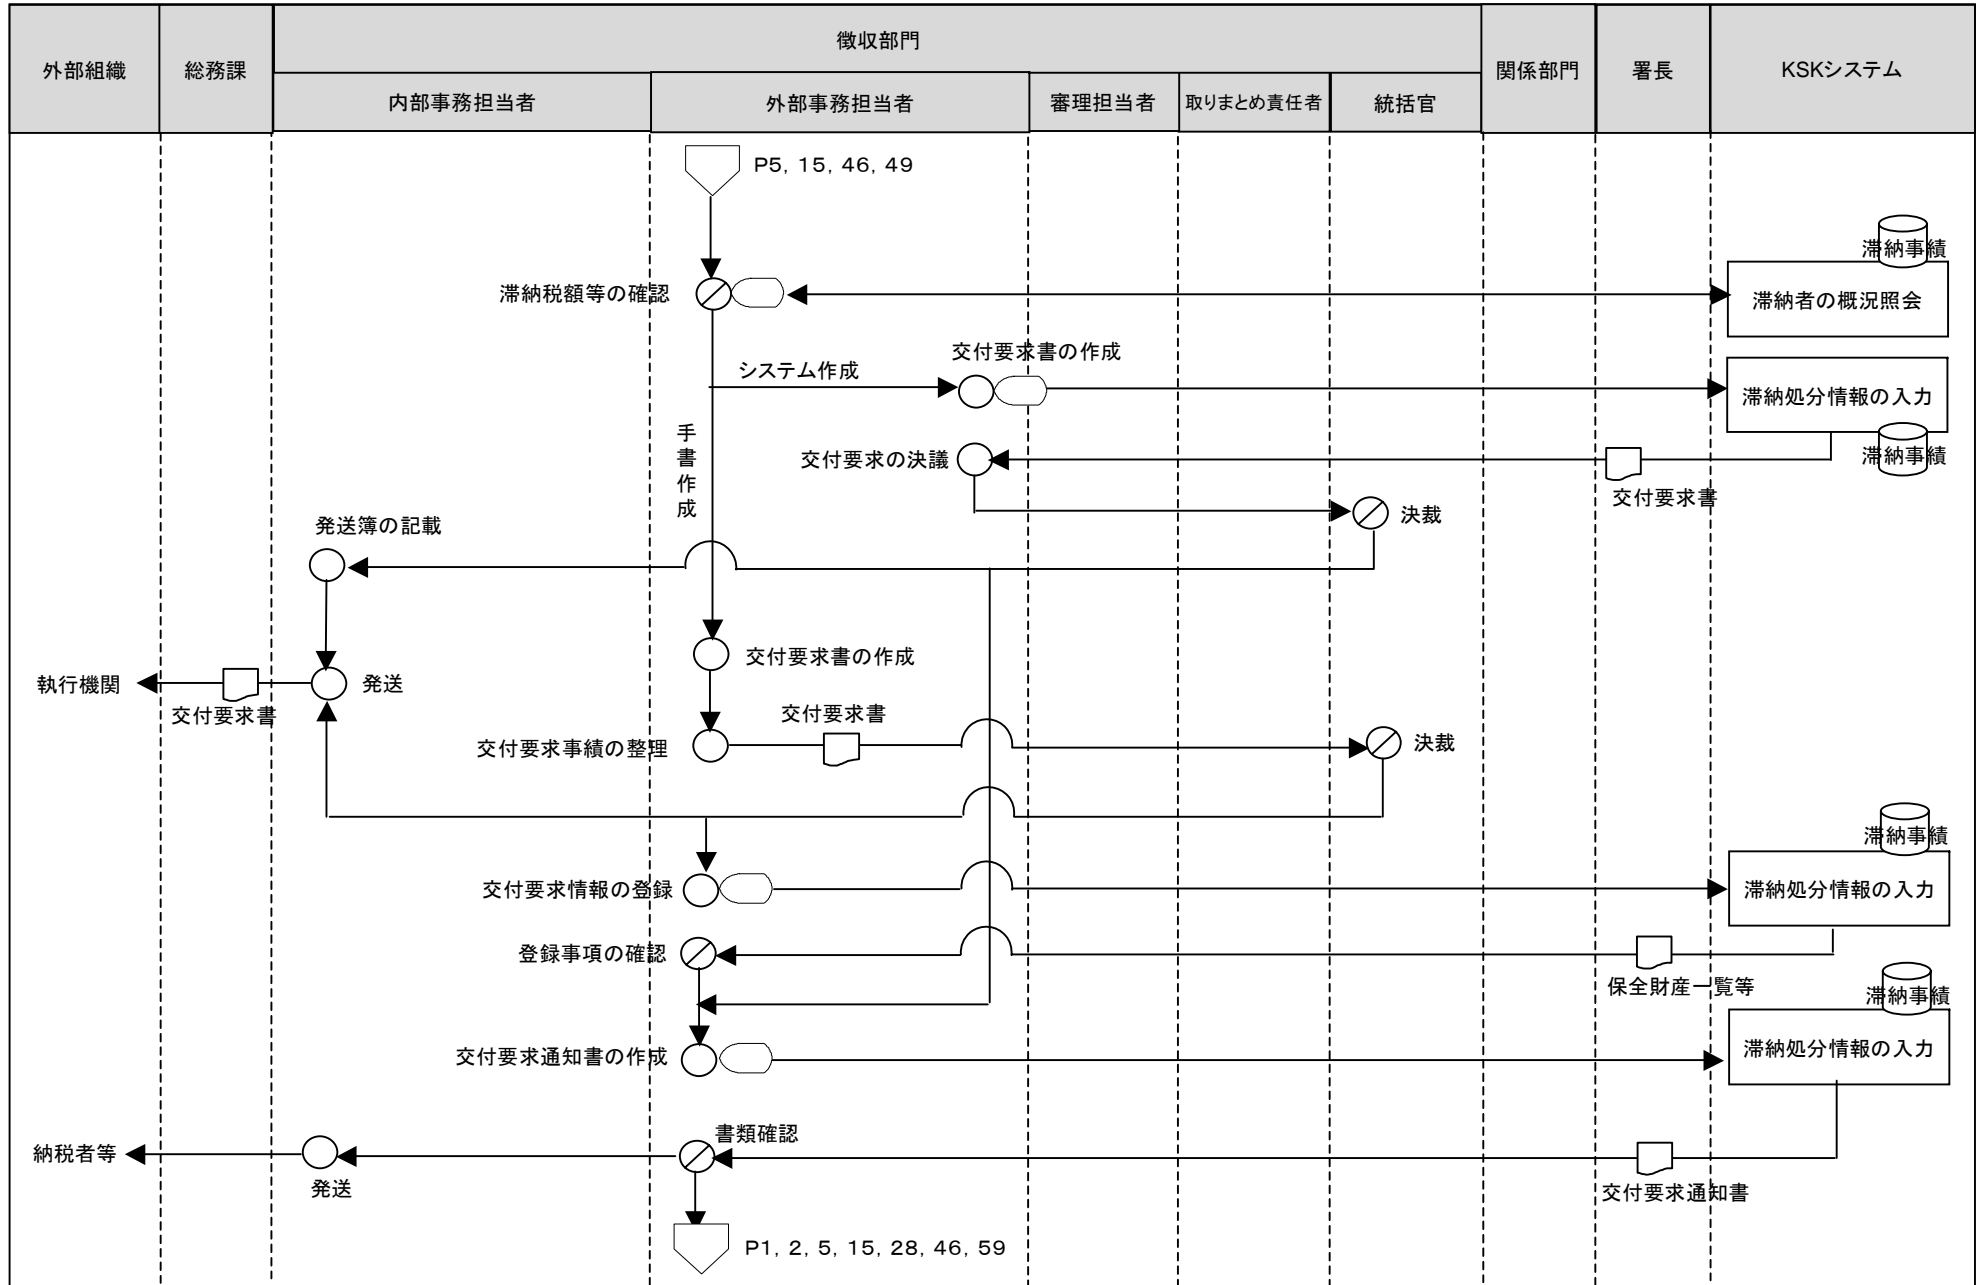 徴収部門
外部組織
総務課
関係部門
署長
KSKシステム
内部事務担当者
外部事務担当者
審理担当者
取りまとめ責任者
統括官
P5, 15, 46, 49
滞納事績
滞納税額等の確認
滞納者の概況照会
交付要求書の作成
システム作成
滞納処分情報の入力
手書作成
交付要求の決議
滞納事績
交付要求書
決裁
発送簿の記載
交付要求書の作成
執行機関
発送
交付要求書
交付要求書
交付要求事績の整理
決裁
滞納事績
交付要求情報の登録
滞納処分情報の入力
登録事項の確認
保全財産一覧等
滞納事績
交付要求通知書の作成
滞納処分情報の入力
書類確認
納税者等
発送
交付要求通知書
P1, 2, 5, 15, 28, 46, 59